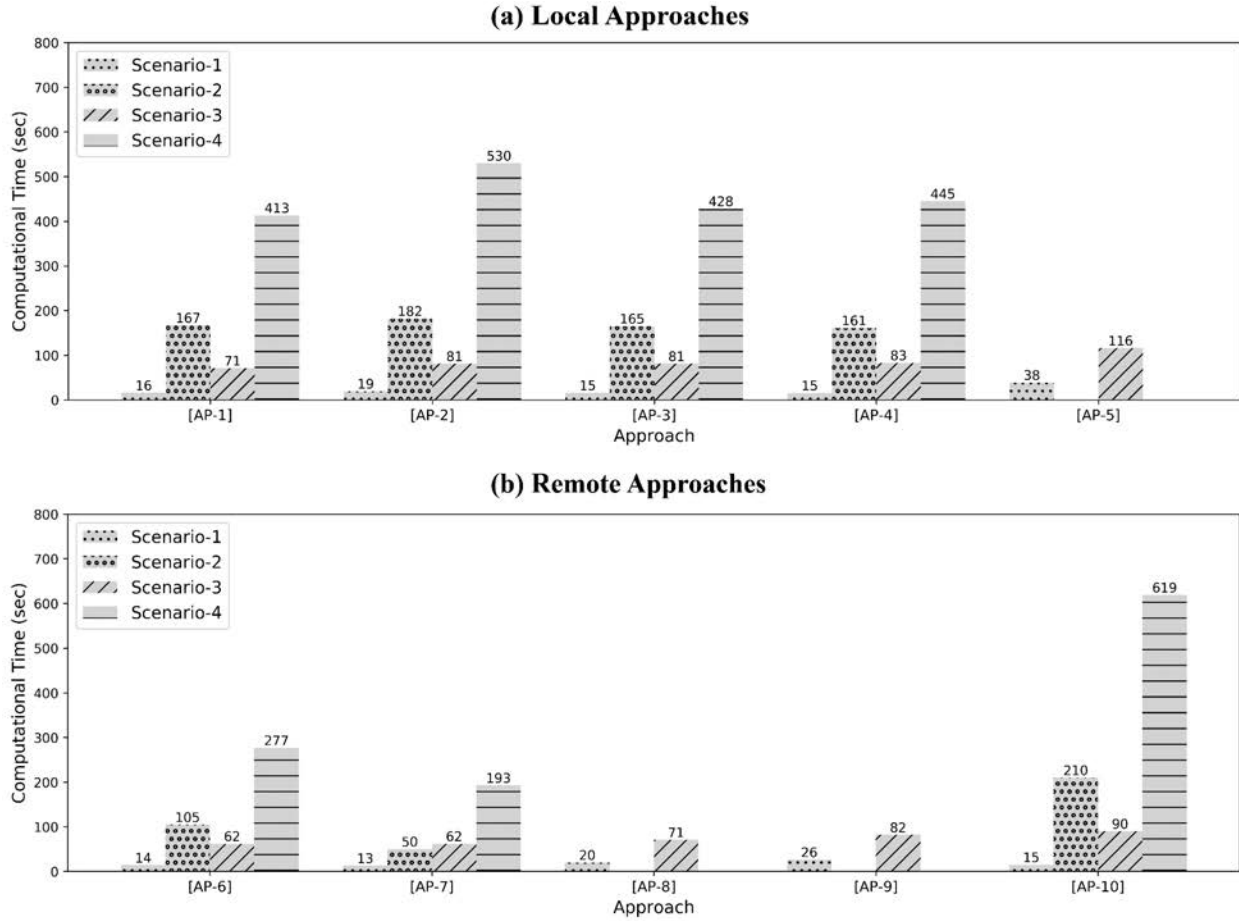 (a) Local Approaches
800
700
600
500
400
300
200
100
0
Computational Time (sec)
Scenario-1
Scenario-2
Scenario-3
Scenario-4
16
167
71
413
19
182
81
530
15
165
81
428
15
161
83
445
38
116
[AP-1]
[AP-2]
[AP-3]
[AP-4]
[AP-5]
Approach
(b) Remote Approaches
800
700
600
500
400
300
200
100
0
Computational Time (sec)
Scenario-1
Scenario-2
Scenario-3
Scenario-4
14
105
62
277
13
50
62
193
20
71
26
82
15
210
90
619
[AP-6]
[AP-7]
[AP-8]
[AP-9]
[AP-10]
Approach